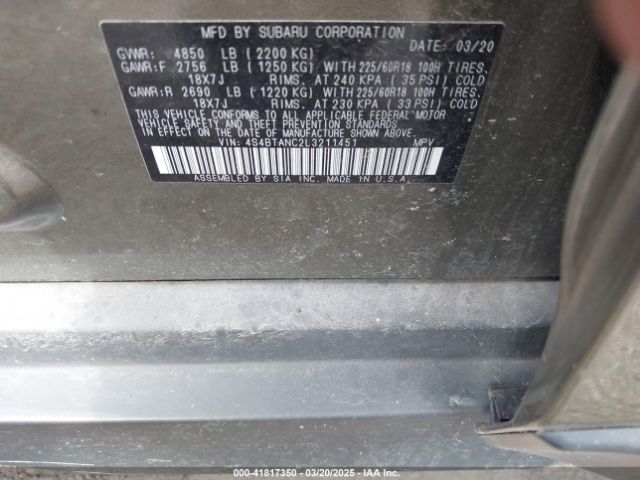 MFD BY SUBARU CORPORATION
GVWR: 4850 LB (2200 KG) DATE: 03/20
GAWR:F 2756 LB (1250 KG) WITH 225/60R18 100H TIRES
18X7J RIMS. AT 240 KPA (35 PSI) COLD
GAWR:R 2690 LB (1220 KG) WITH 225/60R18 100H TIRES
18X7J RIMS. AT 230 KPA (33 PSI) COLD
THIS VEHICLE CONFORMS TO ALL APPLICABLE FEDERAL MOTOR
VEHICLE SAFETY AND THEFT PREVENTION STANDARDS IN
EFFECT ON THE DATE OF MANUFACTURE SHOWN ABOVE.
VIN: 4S4BTANC2L3211451 MPV
ASSEMBLED BY SIA INC. MADE IN U.S.A.
000-41817350 | 03/20/2025 | IAA Inc.